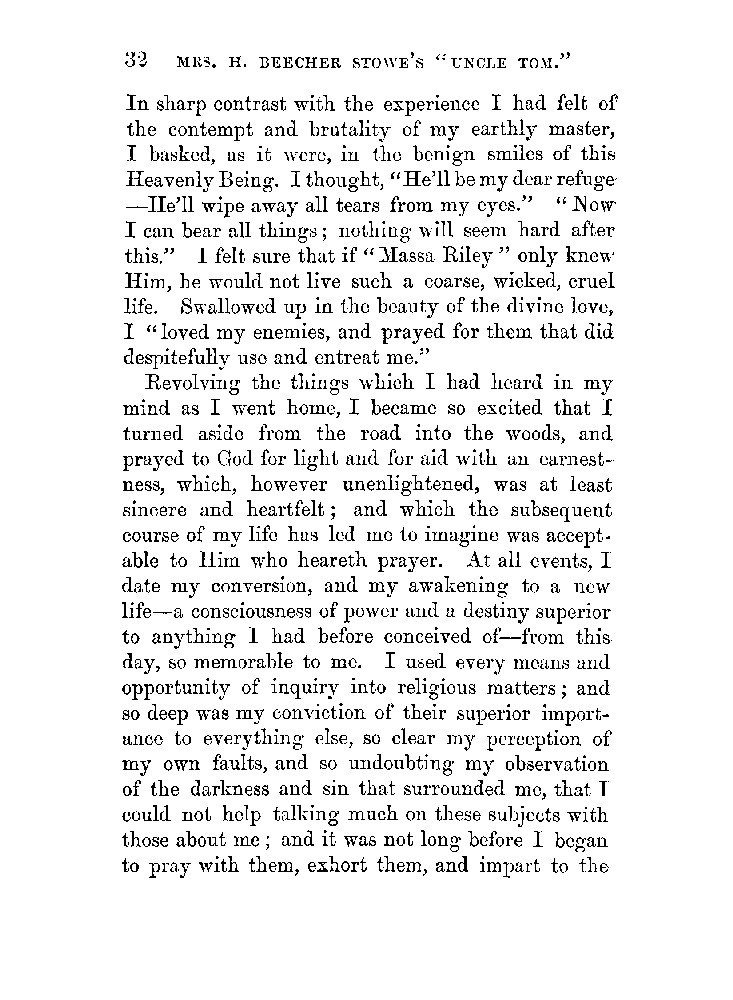 32 MRS. H. BEECHER STOWE'S "UNCLE TOM."
In sharp contrast with the experience I had felt of
the contempt and brutality of my earthly master,
I basked, as it were, in the benign smiles of this
Heavenly Being. I thought, "He'll be my dear refuge
—He'll wipe away all tears from my eyes." "Now
I can bear all things; nothing will seem hard after
this." I felt sure that if "Massa Riley" only knew
Him, he would not live such a coarse, wicked, cruel
life. Swallowed up in the beauty of the divine love,
I "loved my enemies, and prayed for them that did
despitefully use and entreat me."
Revolving the things which I had heard in my
mind as I went home, I became so excited that I
turned aside from the road into the woods, and
prayed to God for light and for aid with an earnest-
ness, which, however unenlightened, was at least
sincere and heartfelt; and which the subsequent
course of my life has led me to imagine was accept-
able to Him who heareth prayer. At all events, I
date my conversion, and my awakening to a new
life—a consciousness of power and a destiny superior
to anything I had before conceived of—from this
day, so memorable to me. I used every means and
opportunity of inquiry into religious matters; and
so deep was my conviction of their superior import-
ance to everything else, so clear my perception of
my own faults, and so undoubting my observation
of the darkness and sin that surrounded me, that I
could not help talking much on these subjects with
those about me; and it was not long before I began
to pray with them, exhort them, and impart to the